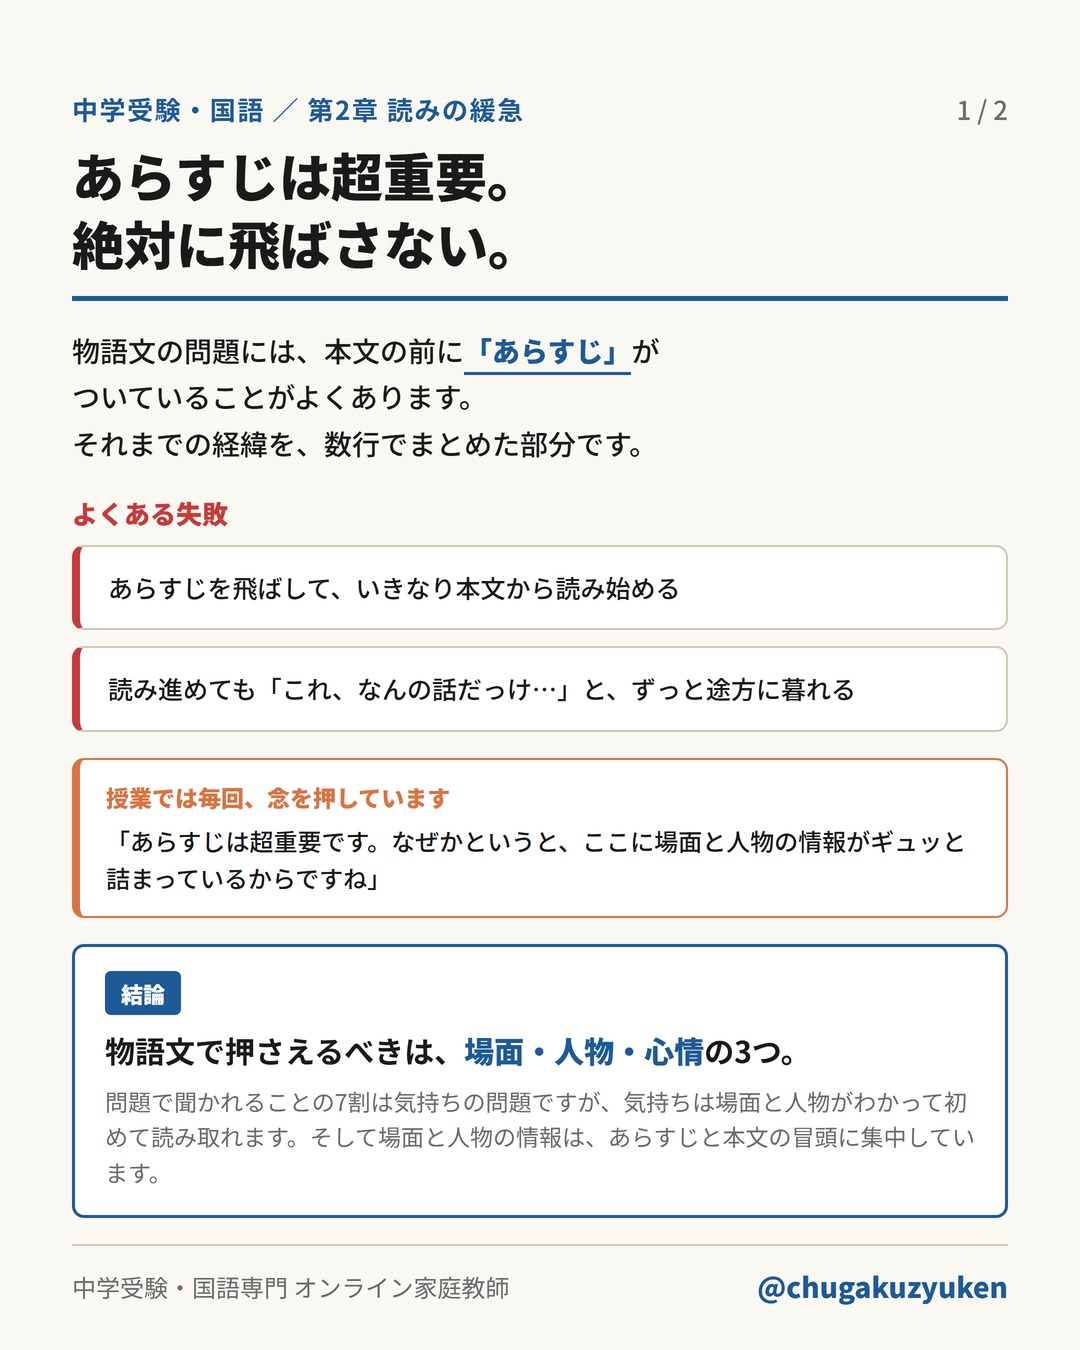 中学受験・国語 ／ 第2章 読みの緩急
1 / 2
あらすじは超重要。
絶対に飛ばさない。
物語文の問題には、本文の前に「あらすじ」が
ついていることがよくあります。
それまでの経緯を、数行でまとめた部分です。
よくある失敗
あらすじを飛ばして、いきなり本文から読み始める
読み進めても「これ、なんの話だっけ…」と、ずっと途方に暮れる
授業では毎回、念を押しています
「あらすじは超重要です。なぜかというと、ここに場面と人物の情報がギュッと
詰まっているからですね」
結論
物語文で押さえるべきは、場面・人物・心情の3つ。
問題で聞かれることの7割は気持ちの問題ですが、気持ちは場面と人物がわかって初
めて読み取れます。そして場面と人物の情報は、あらすじと本文の冒頭に集中してい
ます。
中学受験・国語専門 オンライン家庭教師
@chugakuzyuken